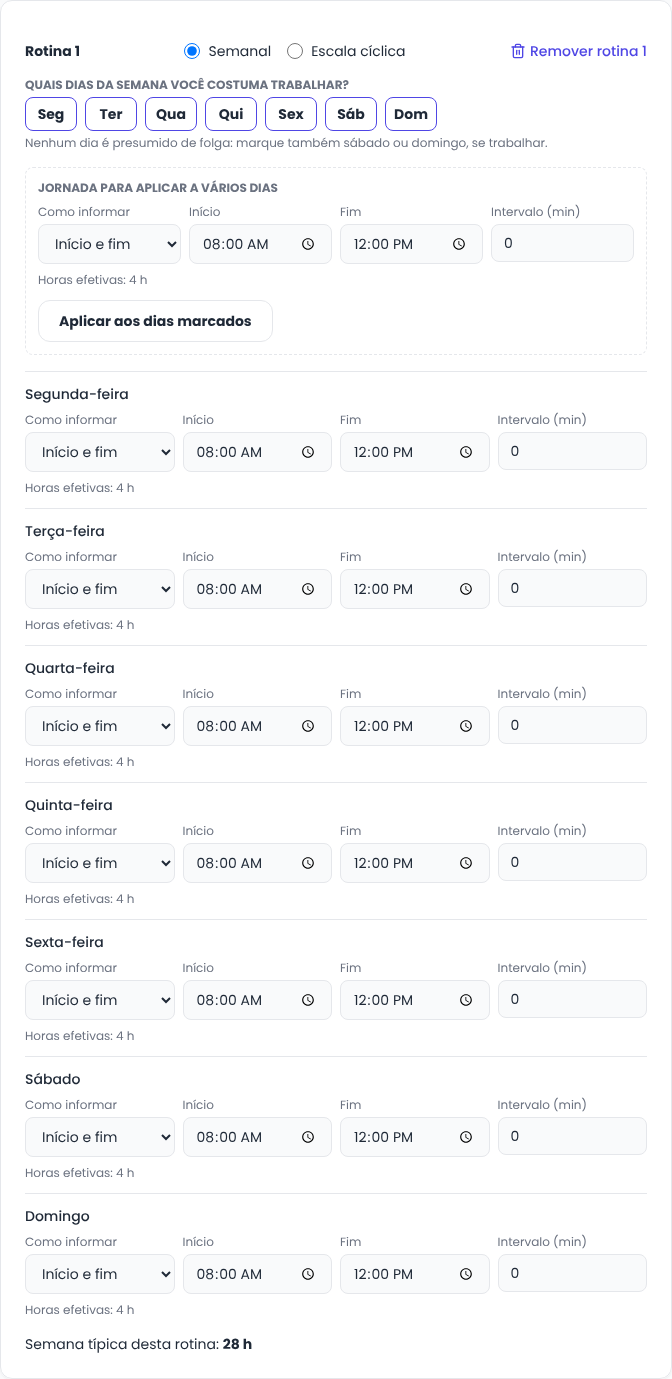 Rotina 1 Semanal Escala cíclica Remover rotina 1
QUAIS DIAS DA SEMANA VOCÊ COSTUMA TRABALHAR?
Seg Ter Qua Qui Sex Sáb Dom
Nenhum dia é presumido de folga: marque também sábado ou domingo, se trabalhar.
JORNADA PARA APLICAR A VÁRIOS DIAS
Como informar Início Fim Intervalo (min)
Início e fim 08:00 AM 12:00 PM 0
Horas efetivas: 4 h
Aplicar aos dias marcados
Segunda-feira
Como informar Início Fim Intervalo (min)
Início e fim 08:00 AM 12:00 PM 0
Horas efetivas: 4 h
Terça-feira
Como informar Início Fim Intervalo (min)
Início e fim 08:00 AM 12:00 PM 0
Horas efetivas: 4 h
Quarta-feira
Como informar Início Fim Intervalo (min)
Início e fim 08:00 AM 12:00 PM 0
Horas efetivas: 4 h
Quinta-feira
Como informar Início Fim Intervalo (min)
Início e fim 08:00 AM 12:00 PM 0
Horas efetivas: 4 h
Sexta-feira
Como informar Início Fim Intervalo (min)
Início e fim 08:00 AM 12:00 PM 0
Horas efetivas: 4 h
Sábado
Como informar Início Fim Intervalo (min)
Início e fim 08:00 AM 12:00 PM 0
Horas efetivas: 4 h
Domingo
Como informar Início Fim Intervalo (min)
Início e fim 08:00 AM 12:00 PM 0
Horas efetivas: 4 h
Semana típica desta rotina: 28 h